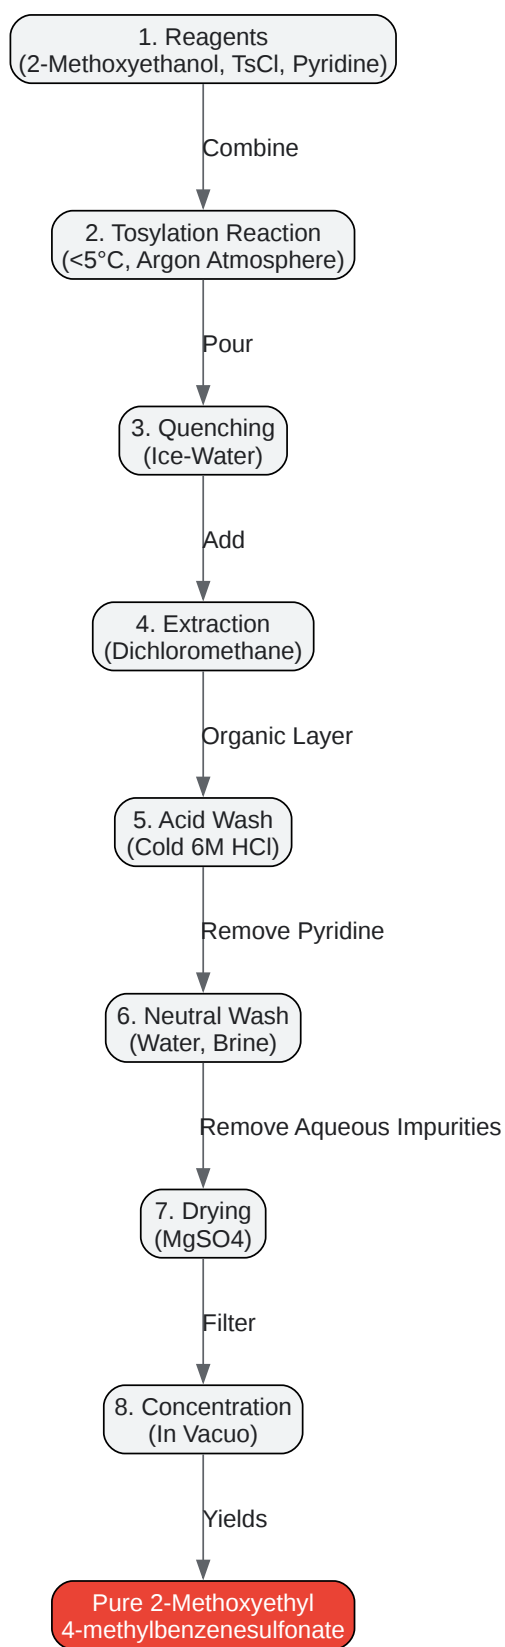 1. Reagents
(2-Methoxyethanol, TsCl, Pyridine)
Combine
2. Tosylation Reaction
(<5°C, Argon Atmosphere)
Pour
3. Quenching
(Ice-Water)
Add
4. Extraction
(Dichloromethane)
Organic Layer
5. Acid Wash
(Cold 6M HCl)
Remove Pyridine
6. Neutral Wash
(Water, Brine)
Remove Aqueous Impurities
7. Drying
(MgSO4)
Filter
8. Concentration
(In Vacuo)
Yields
Pure 2-Methoxyethyl
4-methylbenzenesulfonate